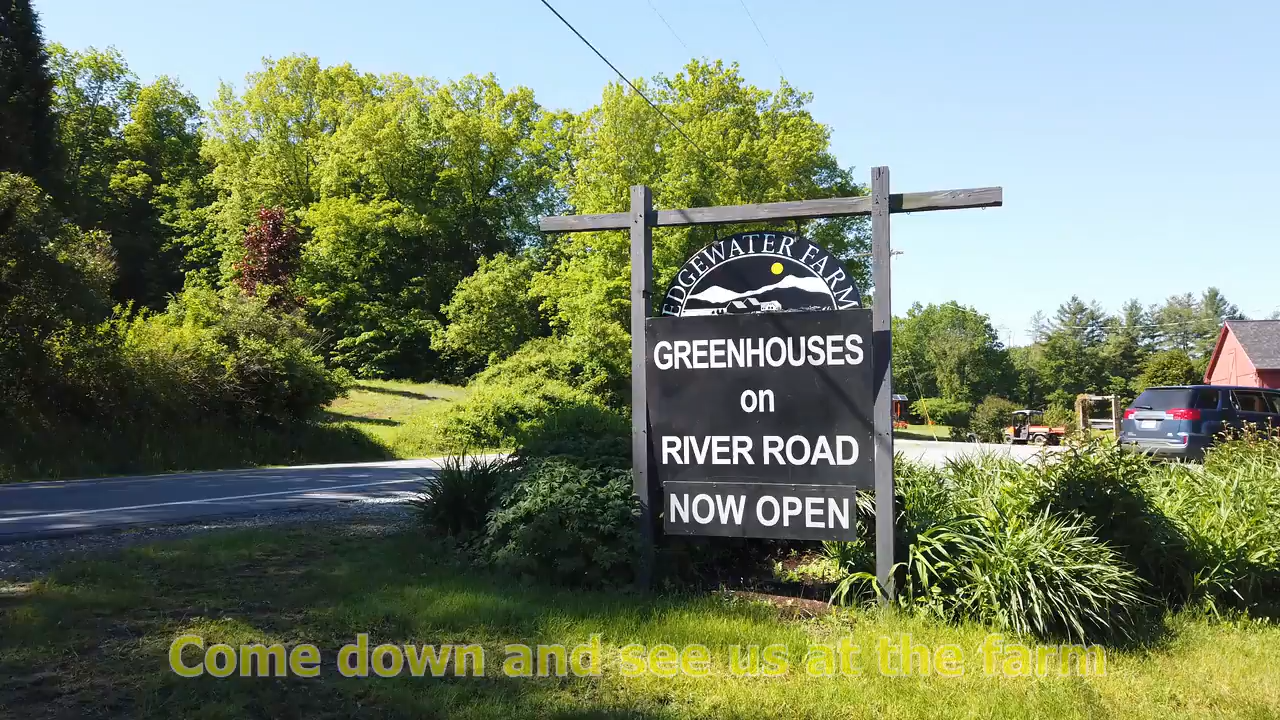 EDGEWATER FARM
GREENHOUSES
on
RIVER ROAD
NOW OPEN
Come down and see us at the farm